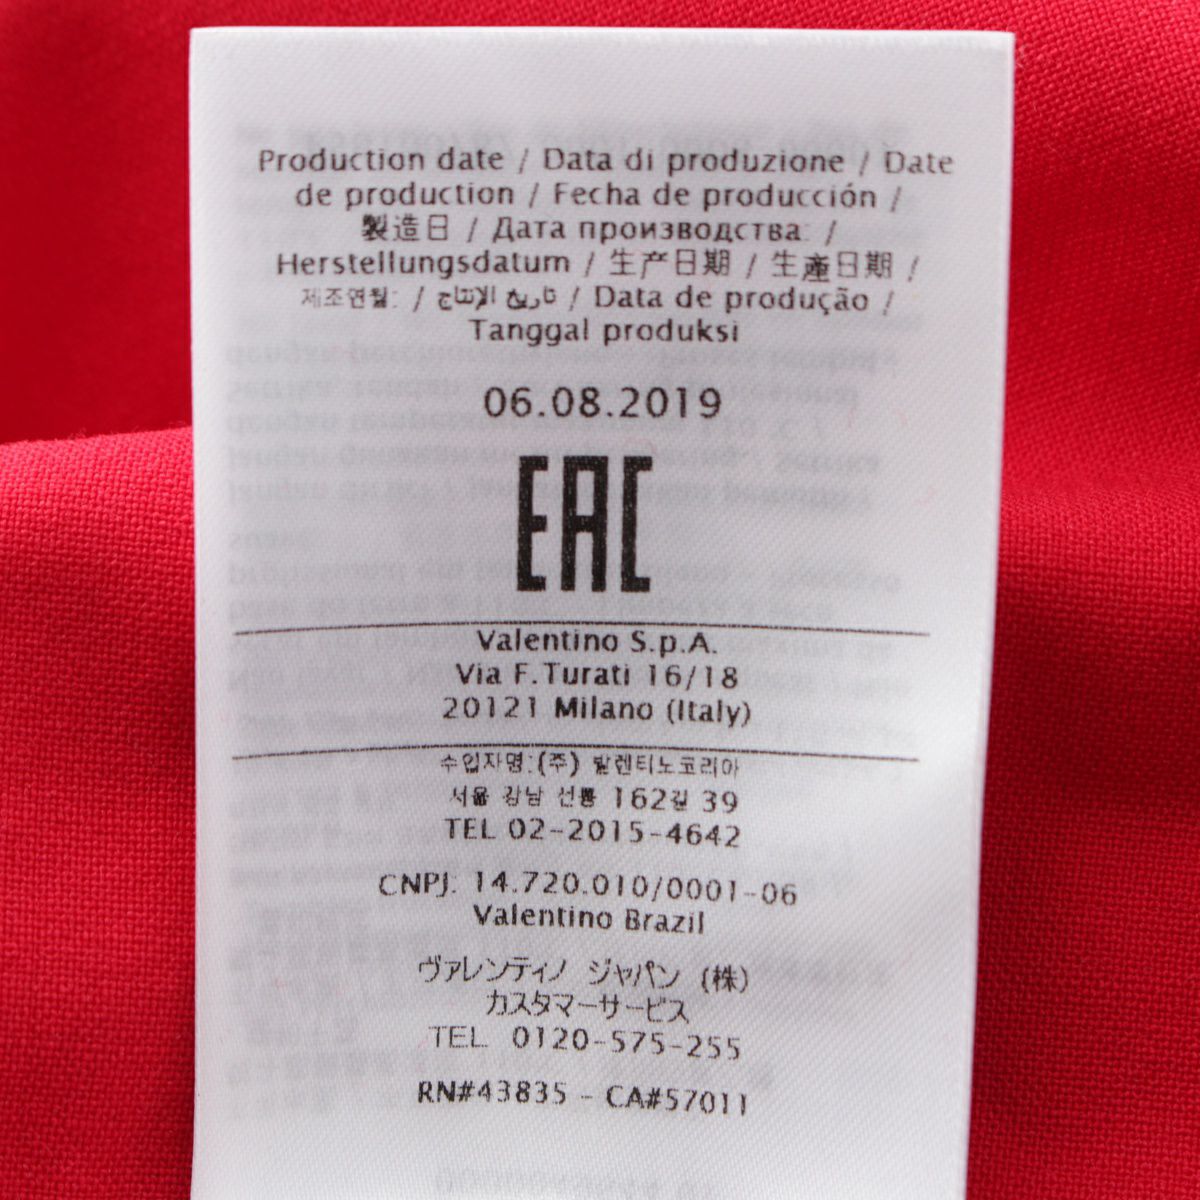 Production date / Data di produzione / Date
de production / Fecha de producción /
製造日 / Дата производства: /
Herstellungsdatum / 生产日期 / 生產日期 /
제조연월: / تاريخ الإنتاج / Data de produção /
Tanggal produksi
06.08.2019
EAC
Valentino S.p.A.
Via F.Turati 16/18
20121 Milano (Italy)
수입자명:(주) 발렌티노코리아
서울 강남 선릉 162길 39
TEL 02-2015-4642
CNPJ: 14.720.010/0001-06
Valentino Brazil
ヴァレンティノ ジャパン (株)
カスタマーサービス
TEL 0120-575-255
RN#43835 - CA#57011